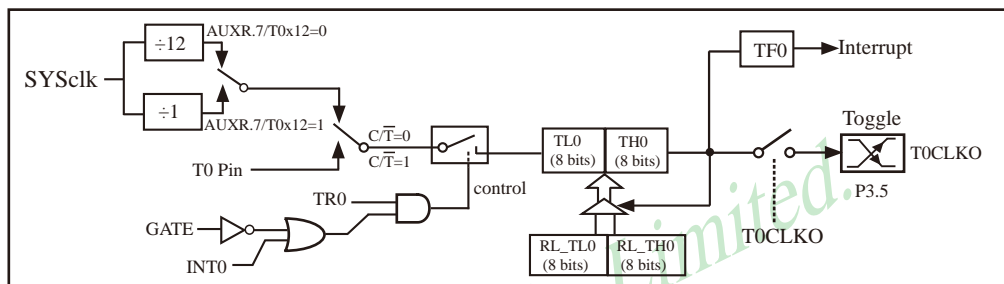 AUXR.7/T0x12=0
÷12
SYSclk
÷1
AUXR.7/T0x12=1
T0 Pin
C/T̅=0
C/T̅=1
control
TR0
GATE
INT0
TL0
(8 bits)
TH0
(8 bits)
RL_TL0
(8 bits)
RL_TH0
(8 bits)
TF0
Interrupt
Toggle
T0CLKO
P3.5
T0CLKO
Limited.